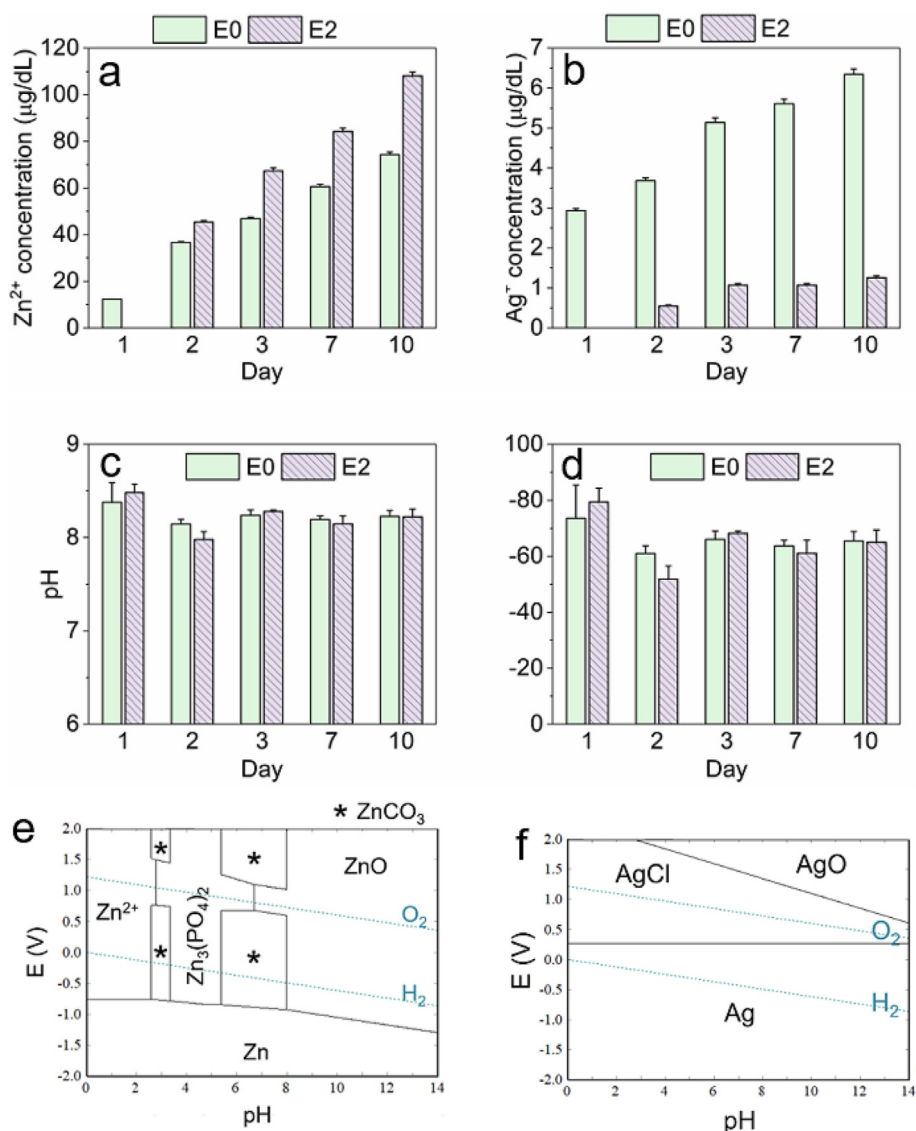 E0 E2
a
Zn²⁺ concentration (µg/dL)
120
100
80
60
40
20
0
1 2 3 7 10
Day
E0 E2
b
Ag⁺ concentration (µg/dL)
7
6
5
4
3
2
1
0
1 2 3 7 10
Day
c
E0 E2
pH
9
8
7
6
1 2 3 7 10
Day
d
E0 E2
100
-80
-60
-40
-20
0
1 2 3 7 10
Day
e
* ZnCO₃
E (V)
2.0
1.5
1.0
0.5
0.0
-0.5
-1.0
-1.5
-2.0
*
*
ZnO
Zn²⁺
Zn₃(PO₄)₂
O₂
*
*
H₂
Zn
0 2 4 6 8 10 12 14
pH
f
E (V)
2.0
1.5
1.0
0.5
0.0
-0.5
-1.0
-1.5
-2.0
AgO
AgCl
O₂
H₂
Ag
0 2 4 6 8 10 12 14
pH